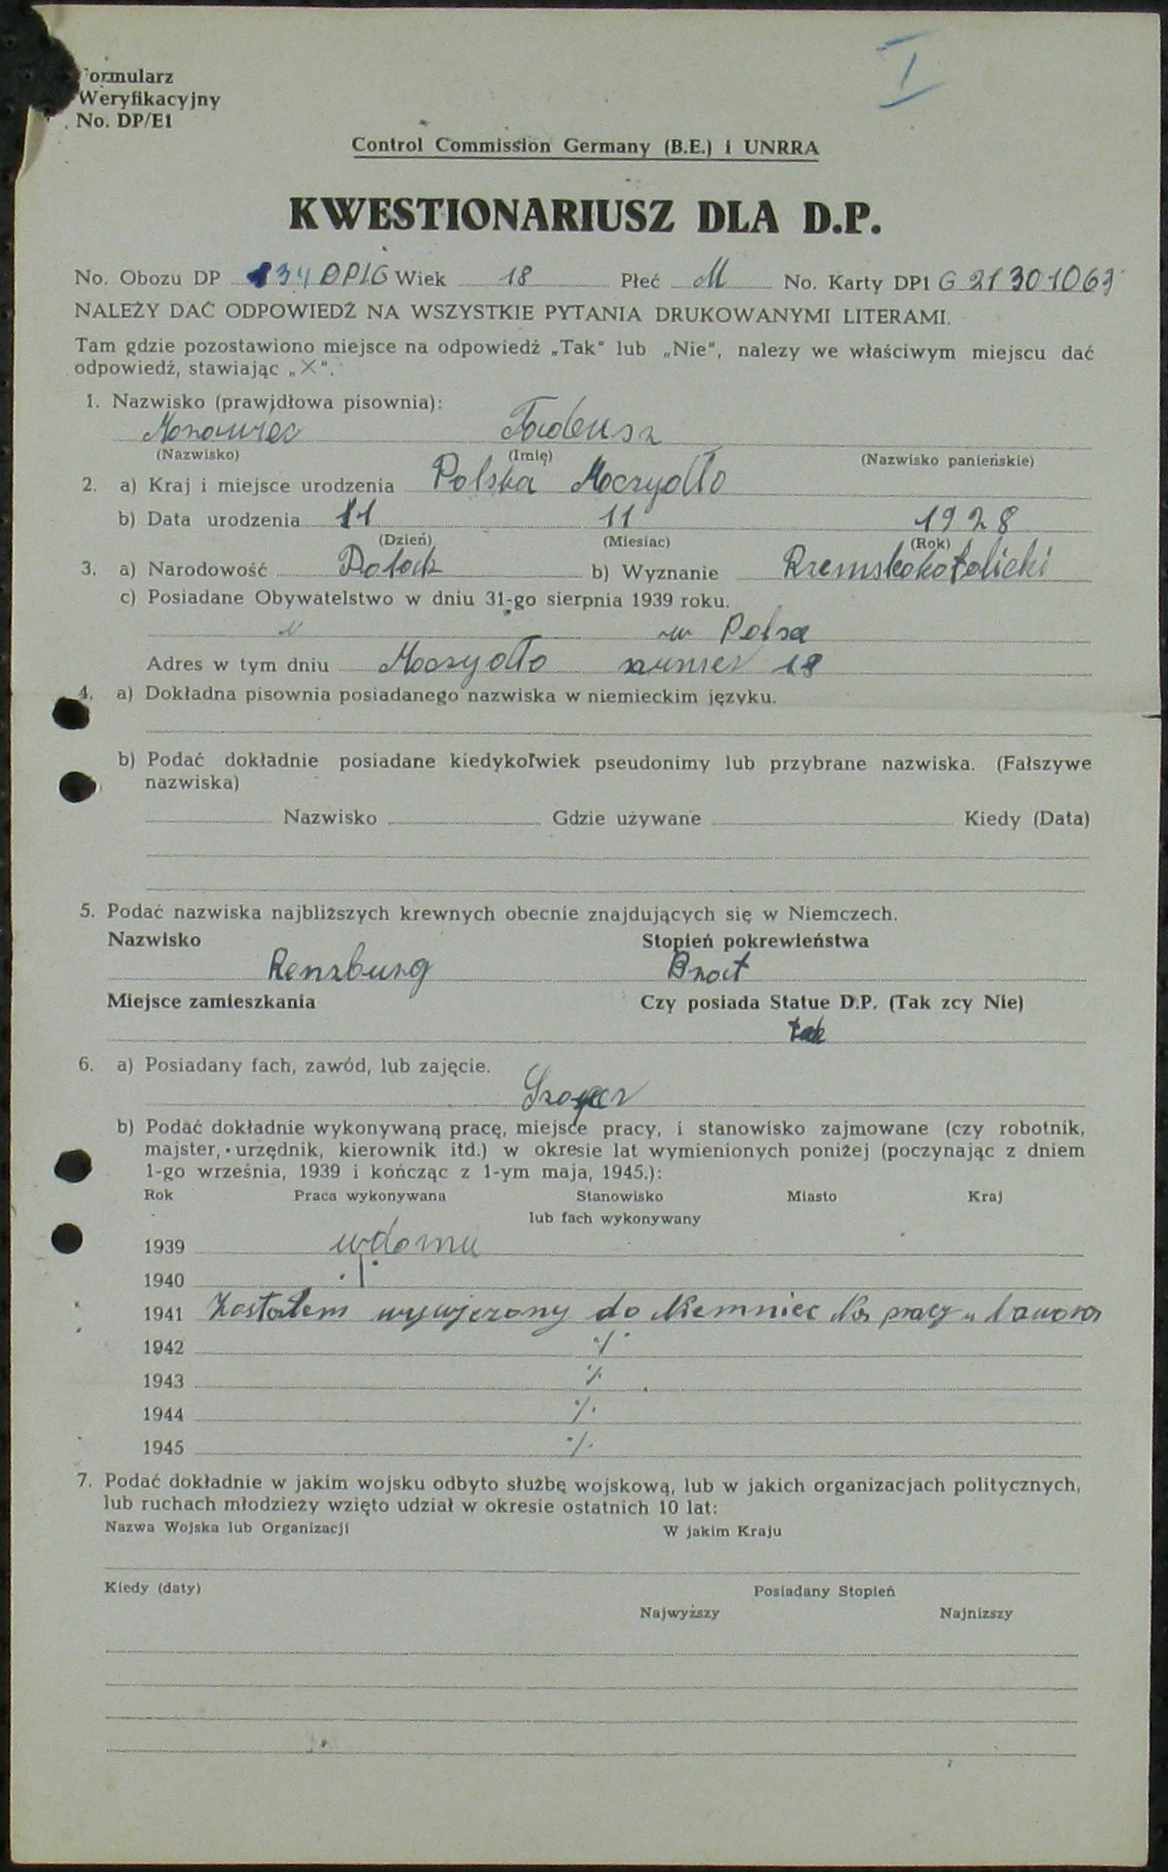 I
Formularz
Weryfikacyjny
No. DP/E1
Control Commission Germany (B.E.) i UNRRA
KWESTIONARIUSZ DLA D.P.
No. Obozu DP 134 DPLG Wiek 18 Płeć M No. Karty DP1 G 21301063
NALEŻY DAĆ ODPOWIEDŹ NA WSZYSTKIE PYTANIA DRUKOWANYMI LITERAMI.
Tam gdzie pozostawiono miejsce na odpowiedź „Tak“ lub „Nie“, nalezy we właściwym miejscu dać
odpowiedź, stawiając „X“.
1. Nazwisko (prawidłowa pisownia):
Tadeusz
(Nazwisko) (Imię) (Nazwisko panieńskie)
2. a) Kraj i miejsce urodzenia Polska Moczydło
b) Data urodzenia 11 11 1928
(Dzień) (Miesiac) (Rok)
3. a) Narodowość Polak b) Wyznanie Rzemskokatolicki
c) Posiadane Obywatelstwo w dniu 31-go sierpnia 1939 roku.
w Polsce
Adres w tym dniu Moczydło numer 18
4. a) Dokładna pisownia posiadanego nazwiska w niemieckim języku.
b) Podać dokładnie posiadane kiedykolwiek pseudonimy lub przybrane nazwiska. (Fałszywe
nazwiska)
Nazwisko Gdzie używane Kiedy (Data)
5. Podać nazwiska najbliższych krewnych obecnie znajdujących się w Niemczech.
Nazwisko Stopień pokrewieństwa
Renzburg Brat
Miejsce zamieszkania Czy posiada Statue D.P. (Tak zcy Nie)
tak
6. a) Posiadany fach, zawód, lub zajęcie.
b) Podać dokładnie wykonywaną pracę, miejsce pracy, i stanowisko zajmowane (czy robotnik,
majster, urzędnik, kierownik itd.) w okresie lat wymienionych poniżej (poczynając z dniem
1-go września, 1939 i kończąc z 1-ym maja, 1945.):
Rok Praca wykonywana Stanowisko Miasto Kraj
lub fach wykonywany
1939 w domu
1940 ·/·
1941 Zostałem wywjezony do Niemniec Na pracy u bawora
1942 ·/·
1943 ·/·
1944 ·/·
1945 ·/·
7. Podać dokładnie w jakim wojsku odbyto służbę wojskową, lub w jakich organizacjach politycznych,
lub ruchach młodzieży wzięto udział w okresie ostatnich 10 lat:
Nazwa Wojska lub Organizacji W jakim Kraju
Kiedy (daty) Posiadany Stopień
Najwyższy Najnizszy